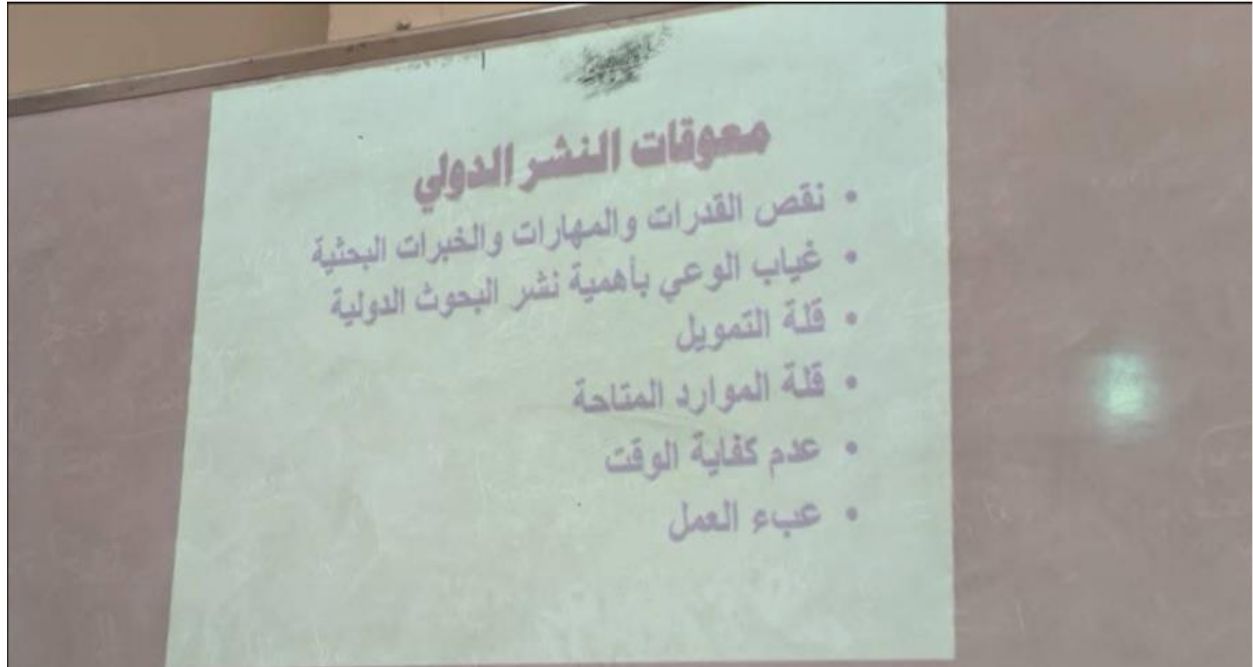 معوقات النشر الدولي
• نقص القدرات والمهارات والخبرات البحثية
• غياب الوعي بأهمية نشر البحوث الدولية
• قلة التمويل
• قلة الموارد المتاحة
• عدم كفاية الوقت
• عبء العمل